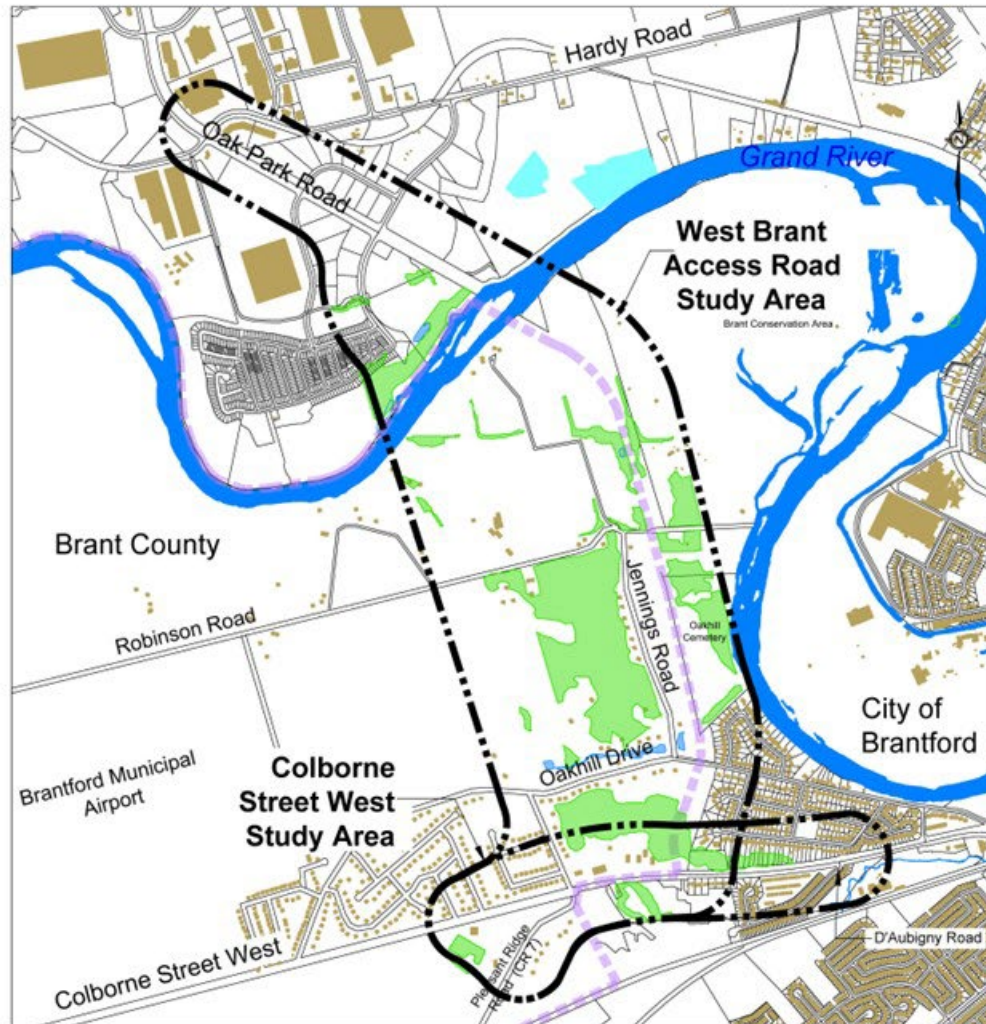 Hardy Road
Oak Park Road
Grand River
West Brant
Access Road
Study Area
Brant Conservation Area
Brant County
Robinson Road
Jennings Road
Oakhill
Cemetery
City of
Brantford
Brantford Municipal
Airport
Colborne
Street West
Study Area
Oakhill Drive
Colborne Street West
Pleasant Ridge
Road (CR 7)
D'Aubigny Road